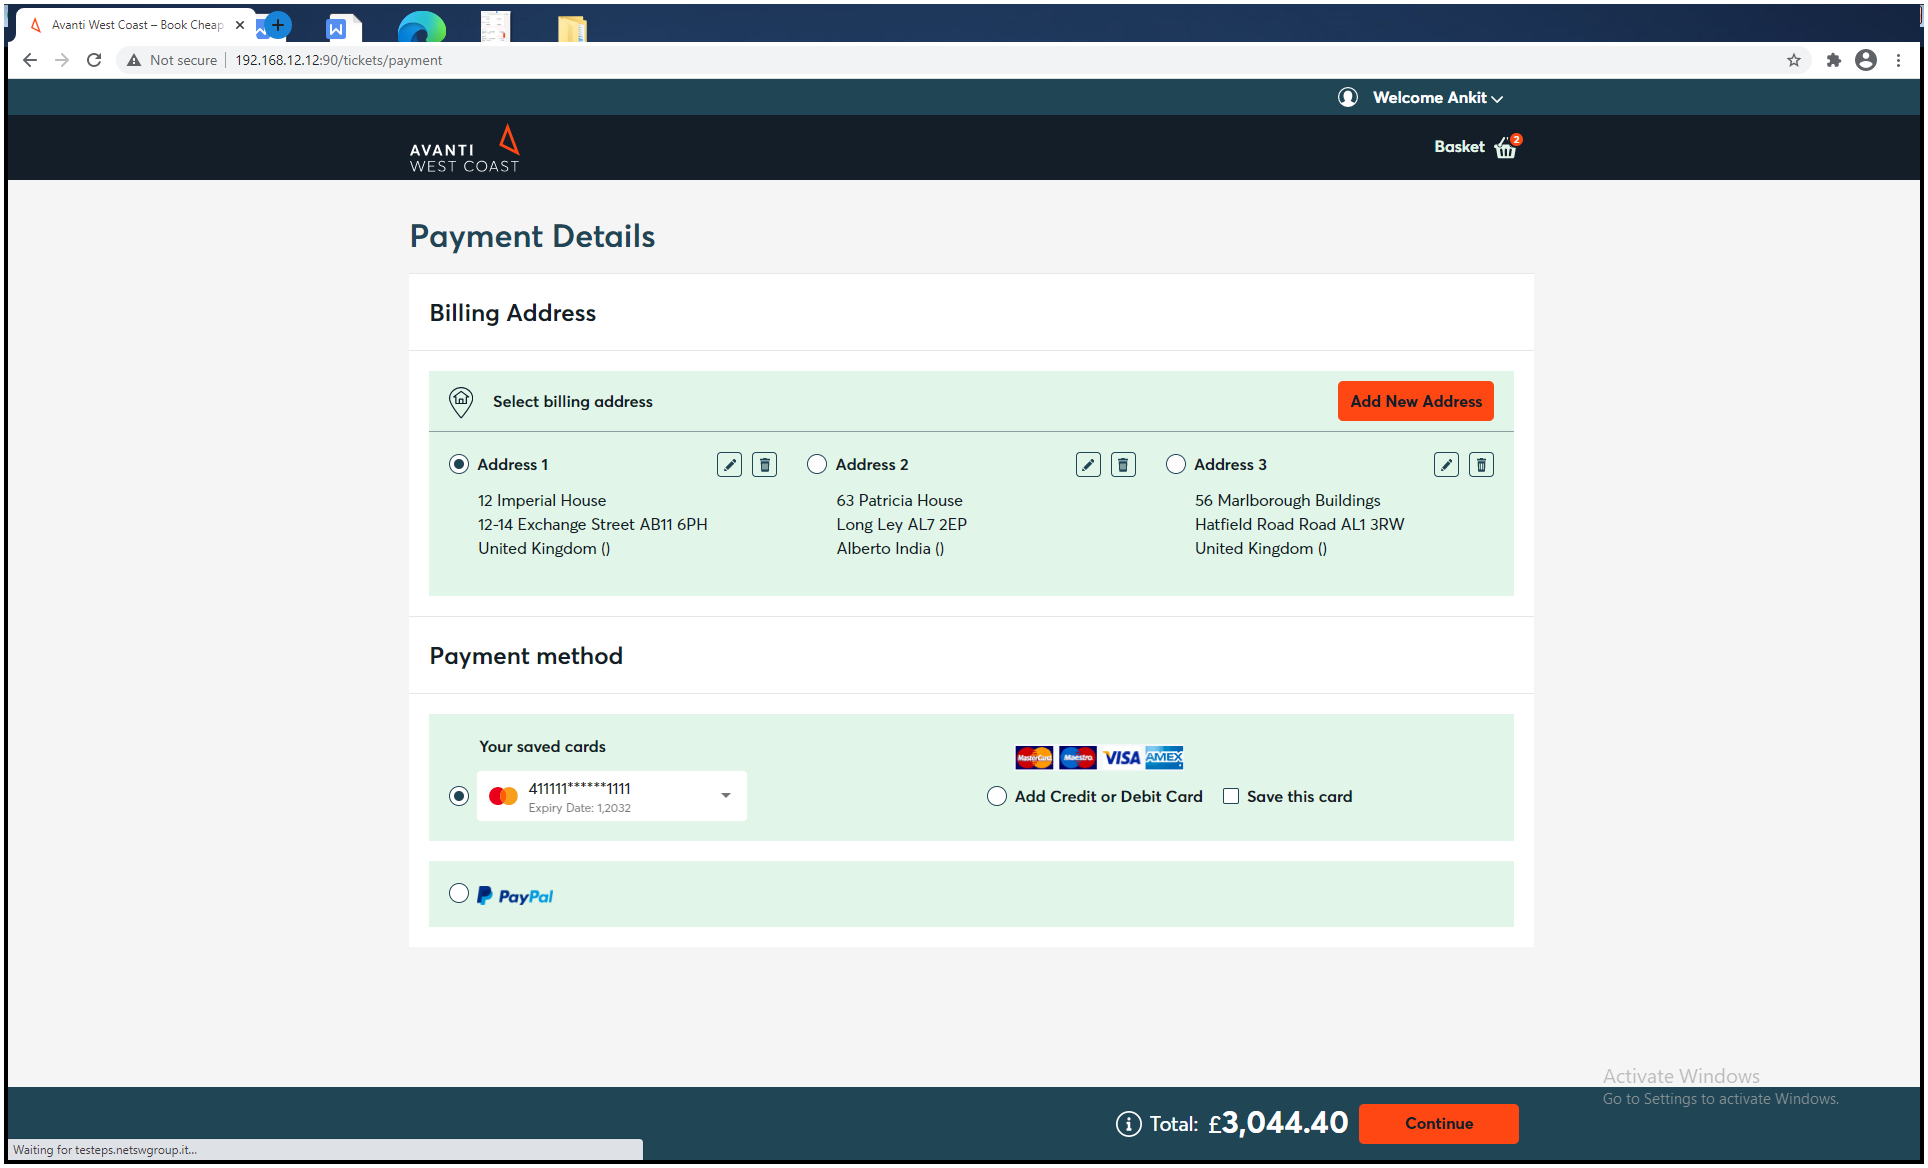 Avanti West Coast – Book Cheap
Not secure
192.168.12.12:90/tickets/payment
Welcome Ankit
AVANTI
WEST COAST
Basket
2
Payment Details
Billing Address
Select billing address
Add New Address
Address 1
12 Imperial House
12-14 Exchange Street AB11 6PH
United Kingdom ()
Address 2
63 Patricia House
Long Ley AL7 2EP
Alberto India ()
Address 3
56 Marlborough Buildings
Hatfield Road Road AL1 3RW
United Kingdom ()
Payment method
Your saved cards
411111******1111
Expiry Date: 1,2032
MasterCard
Maestro
VISA
AMEX
Add Credit or Debit Card
Save this card
PayPal
Activate Windows
Go to Settings to activate Windows.
Total: £3,044.40
Continue
Waiting for testeps.netswgroup.it...